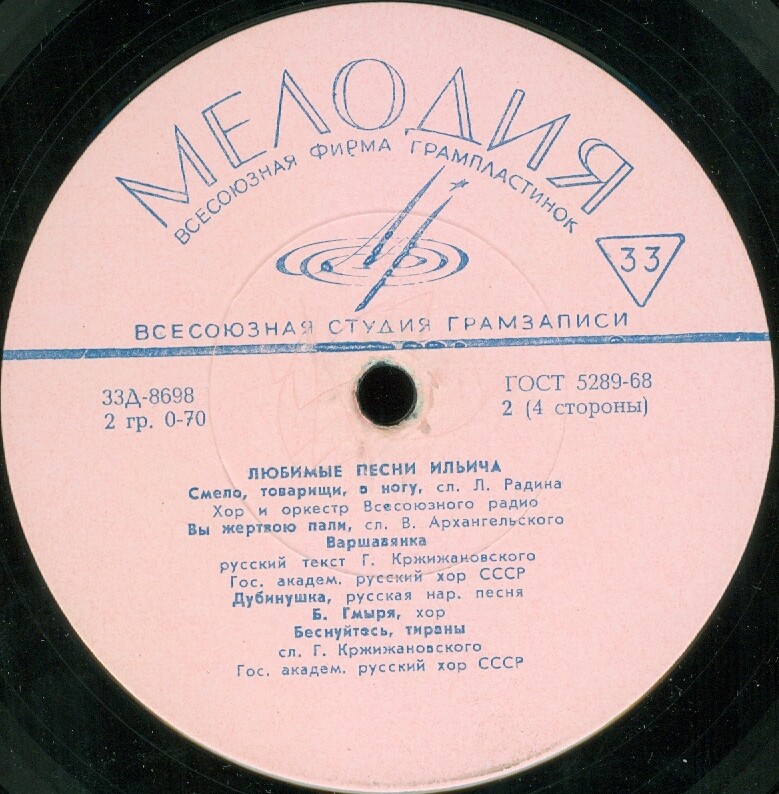 МЕЛОДИЯ
ВСЕСОЮЗНАЯ ФИРМА ГРАМПЛАСТИНОК
33
ВСЕСОЮЗНАЯ СТУДИЯ ГРАМЗАПИСИ
33Д-8698
2 гр. 0-70
ГОСТ 5289-68
2 (4 стороны)
ЛЮБИМЫЕ ПЕСНИ ИЛЬИЧА
Смело, товарищи, в ногу, сл. Л. Радина
Хор и оркестр Всесоюзного радио
Вы жертвою пали, сл. В. Архангельского
Варшавянка
русский текст Г. Кржижановского
Гос. академ. русский хор СССР
Дубинушка, русская нар. песня
Б. Гмыря, хор
Беснуйтесь, тираны
сл. Г. Кржижановского
Гос. академ. русский хор СССР